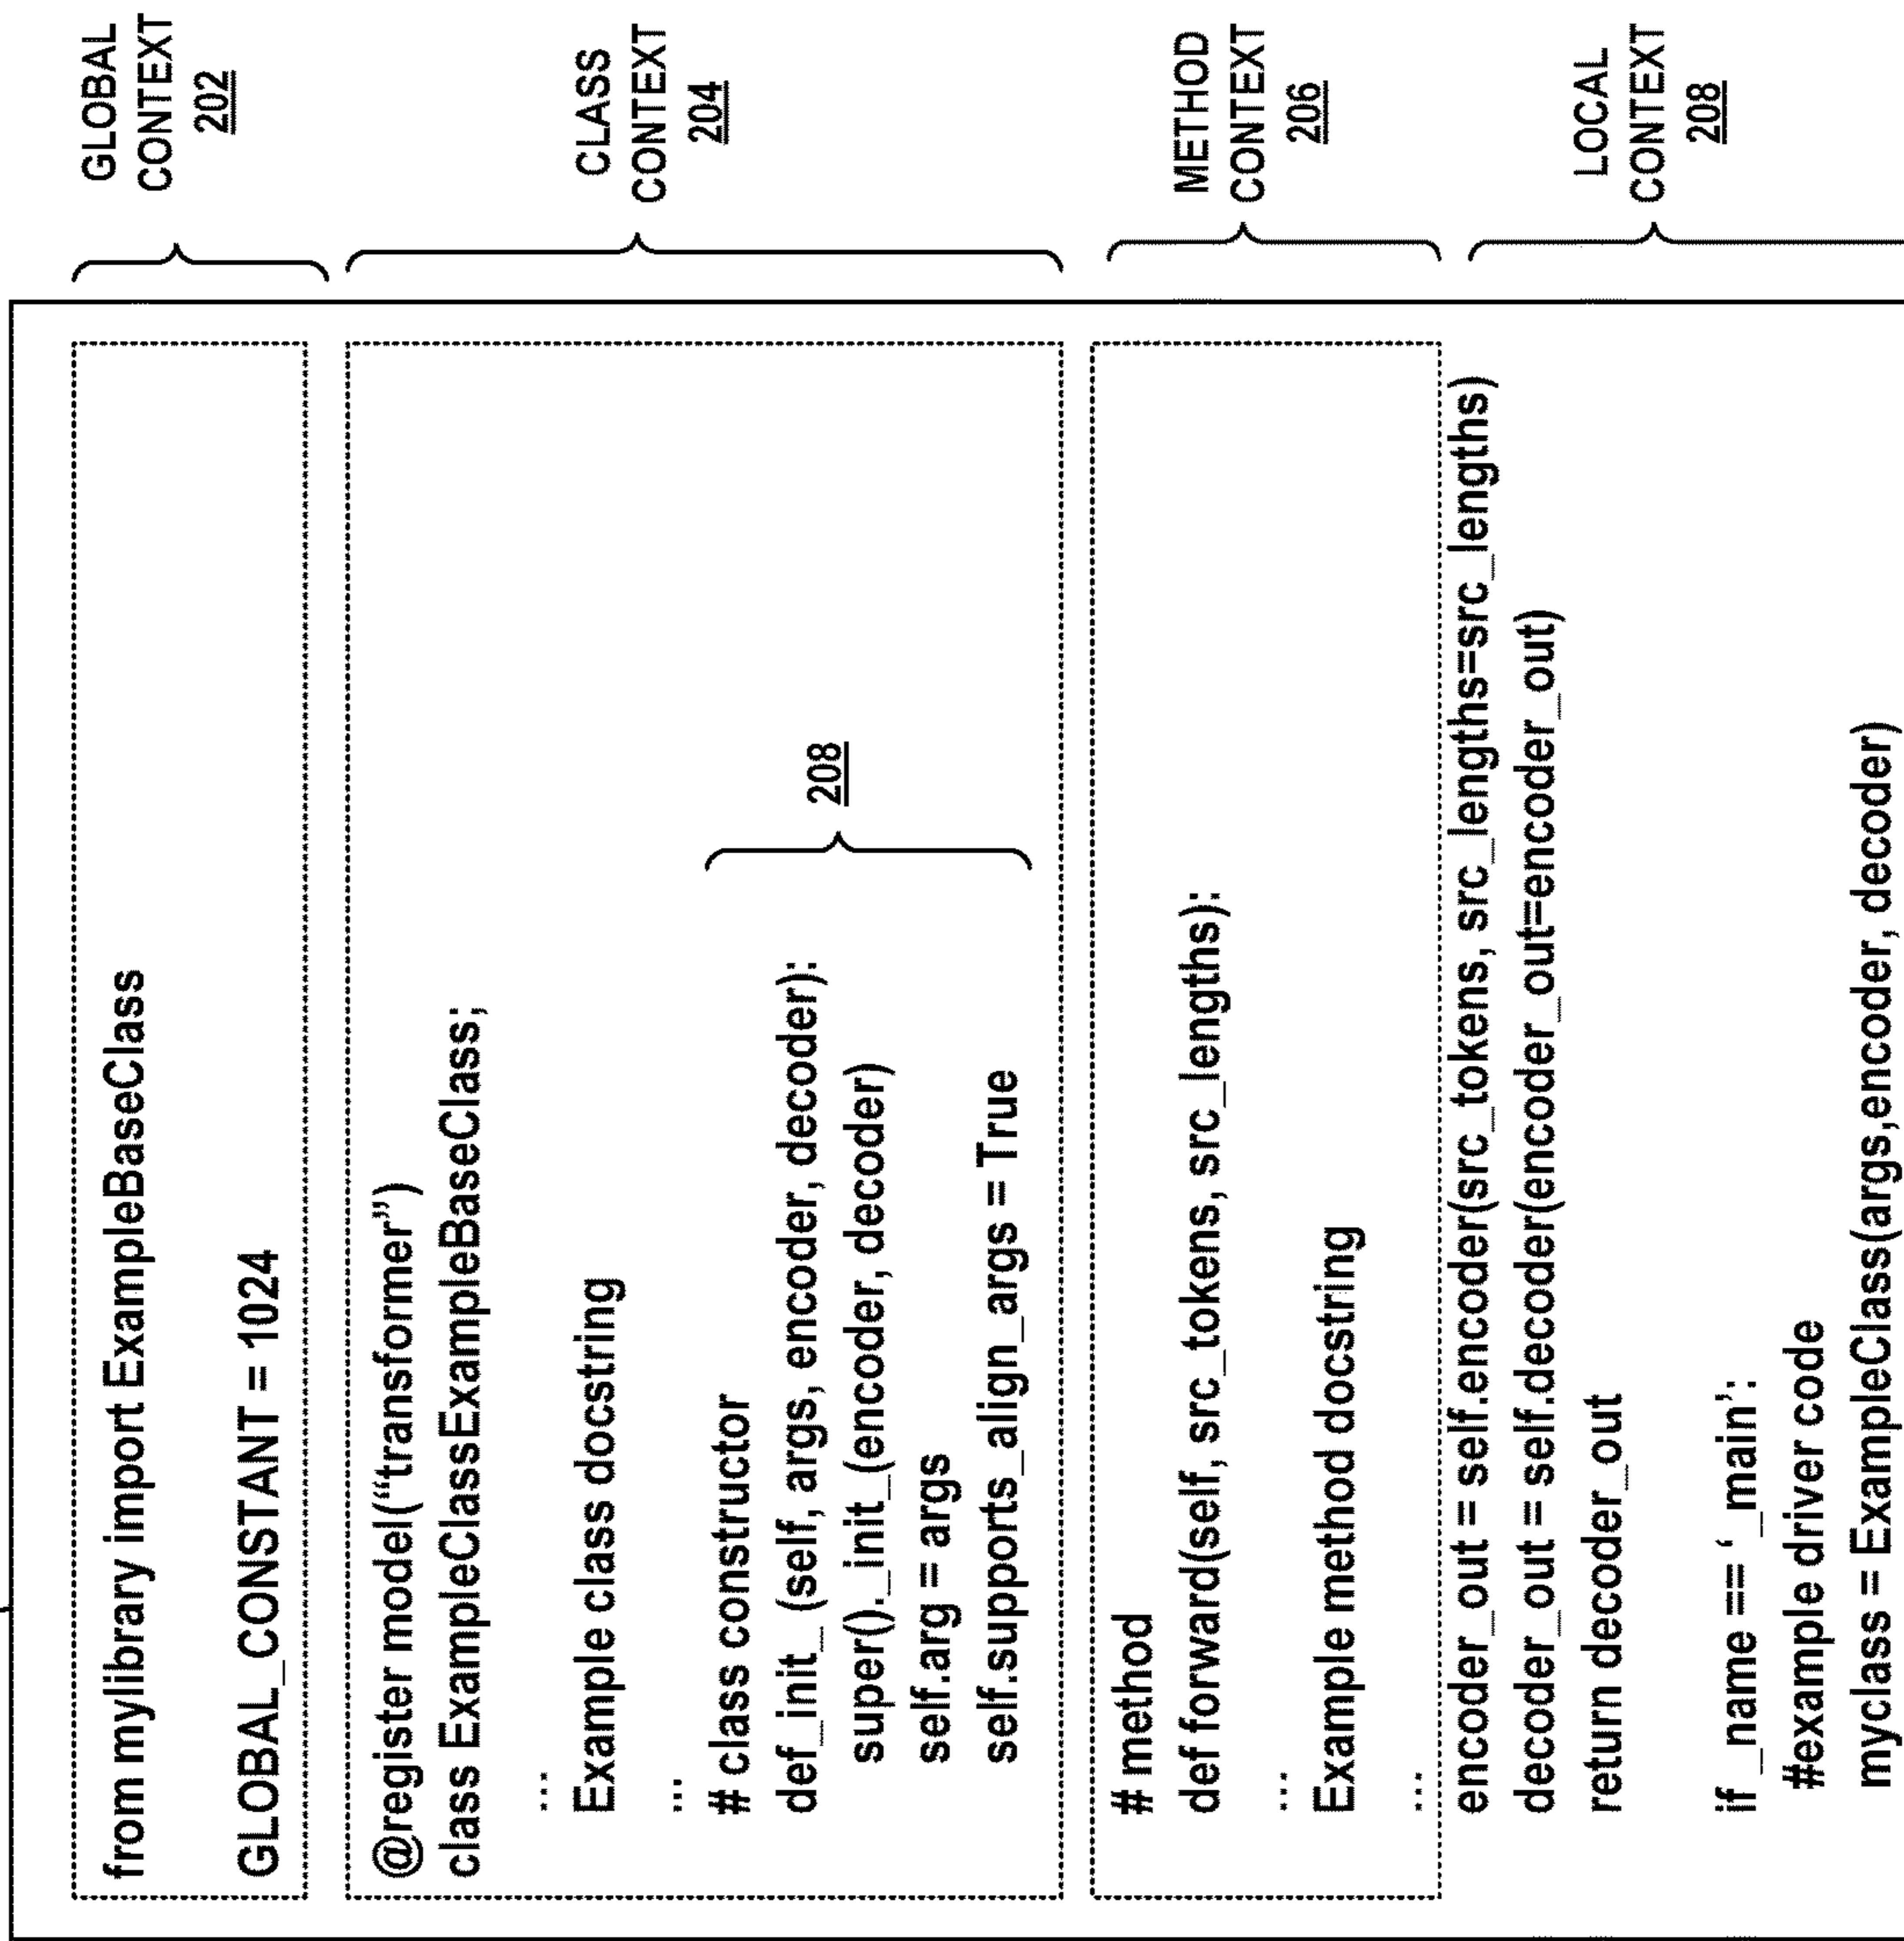 from mylibrary import ExampleBaseClass
GLOBAL_CONSTANT = 1024
GLOBAL
CONTEXT
202
@register model(“transformer”)
class ExampleClassExampleBaseClass;
...
Example class docstring
...
# class constructor
def_init_(self, args, encoder, decoder):
super()._init_(encoder, decoder)
self.arg = args
self.supports_align_args = True
208
CLASS
CONTEXT
204
# method
def forward(self, src_tokens, src_lengths):
...
Example method docstring
...
METHOD
CONTEXT
206
encoder_out = self.encoder(src_tokens, src_lengths=src_lengths)
decoder_out = self.decoder(encoder_out=encoder_out)
return decoder_out
if _name == ‘_main’:
#example driver code
myclass = ExampleClass(args,encoder, decoder)
LOCAL
CONTEXT
208